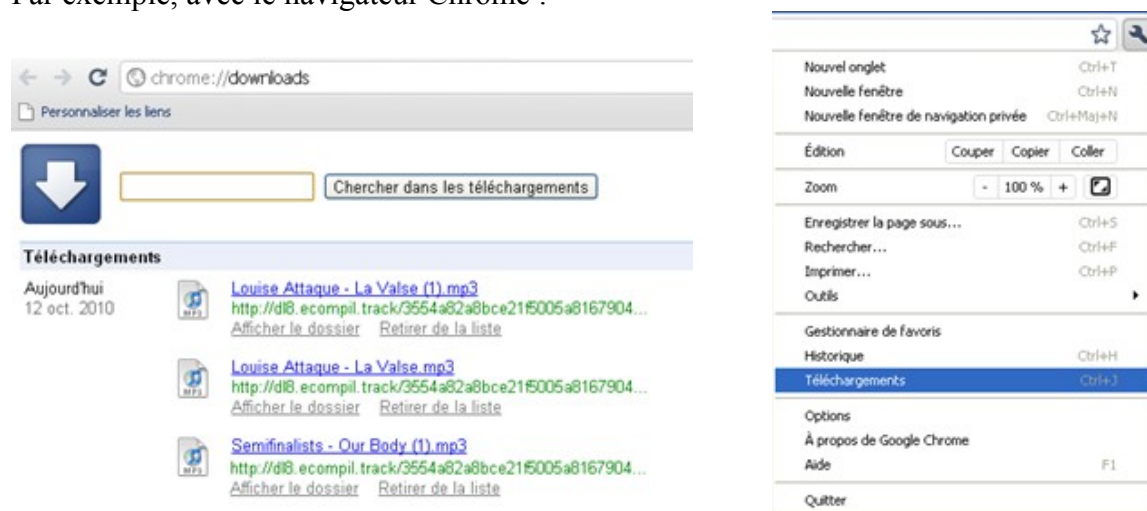 Par exemple, avec le navigateur Chrome :
chrome://downloads
Personnaliser les liens
Chercher dans les téléchargements
Téléchargements
Aujourd'hui
12 oct. 2010
Louise Attaque - La Valse (1).mp3
http://dl8.ecompil.track/3554a82a8bce21f5005a8167904...
Afficher le dossier Retirer de la liste
Louise Attaque - La Valse.mp3
http://dl8.ecompil.track/3554a82a8bce21f5005a8167904...
Afficher le dossier Retirer de la liste
Semifinalists - Our Body (1).mp3
http://dl8.ecompil.track/3554a82a8bce21f5005a8167904...
Afficher le dossier Retirer de la liste
MP3
MP3
MP3
Nouvel onglet Ctrl+T
Nouvelle fenêtre Ctrl+N
Nouvelle fenêtre de navigation privée Ctrl+Maj+N
Édition Couper Copier Coller
Zoom - 100 % +
Enregistrer la page sous... Ctrl+S
Rechercher... Ctrl+F
Imprimer... Ctrl+P
Outils
Gestionnaire de favoris
Historique Ctrl+H
Téléchargements Ctrl+J
Options
À propos de Google Chrome
Aide F1
Quitter